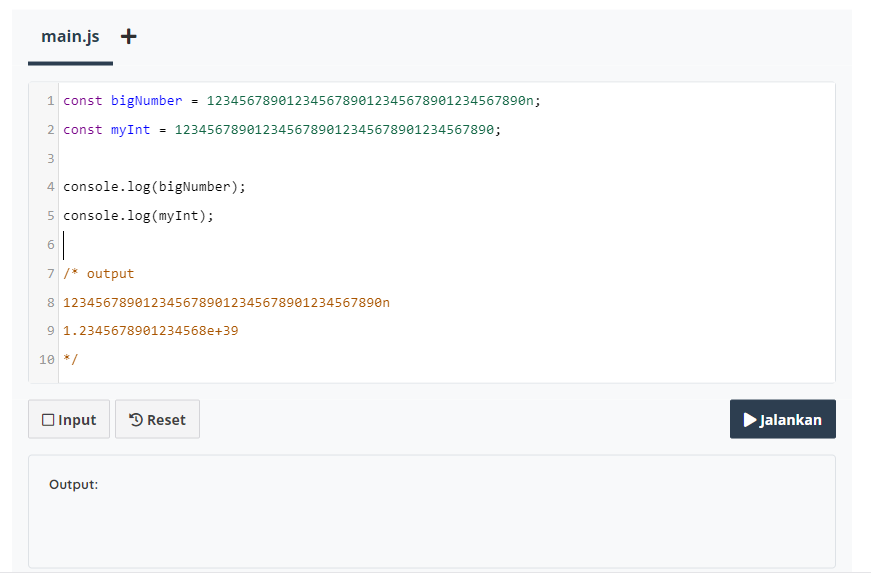 main.js +
1 const bigNumber = 1234567890123456789012345678901234567890n;
2 const myInt = 1234567890123456789012345678901234567890;
3
4 console.log(bigNumber);
5 console.log(myInt);
6
7 /* output
8 1234567890123456789012345678901234567890n
9 1.2345678901234568e+39
10 */
Input Reset Jalankan
Output: